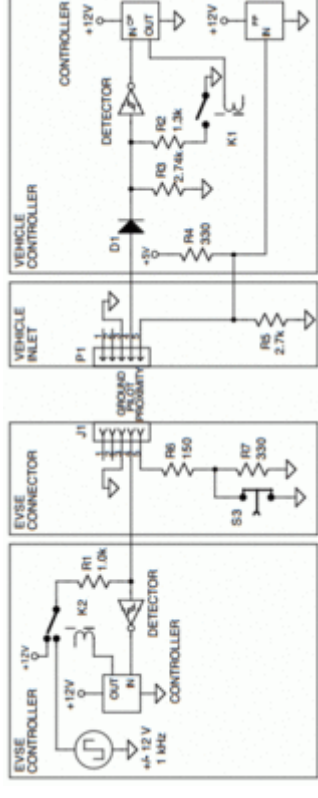 EVSE
CONTROLLER
+12V
+12V
K2
R1
1.0k
OUT
IN
DETECTOR
CONTROLLER
+/- 12 V
1 kHz
EVSE
CONNECTOR
J1
R6
150
S3
R7
330
VEHICLE
INLET
P1
GROUND
PILOT
PROXIMITY
R5
2.7k
VEHICLE
CONTROLLER
CONTROLLER
+12V
IN
CP
OUT
+12V
PP
IN
DETECTOR
D1
R3
2.74k
R2
1.3k
K1
+5V
R4
330